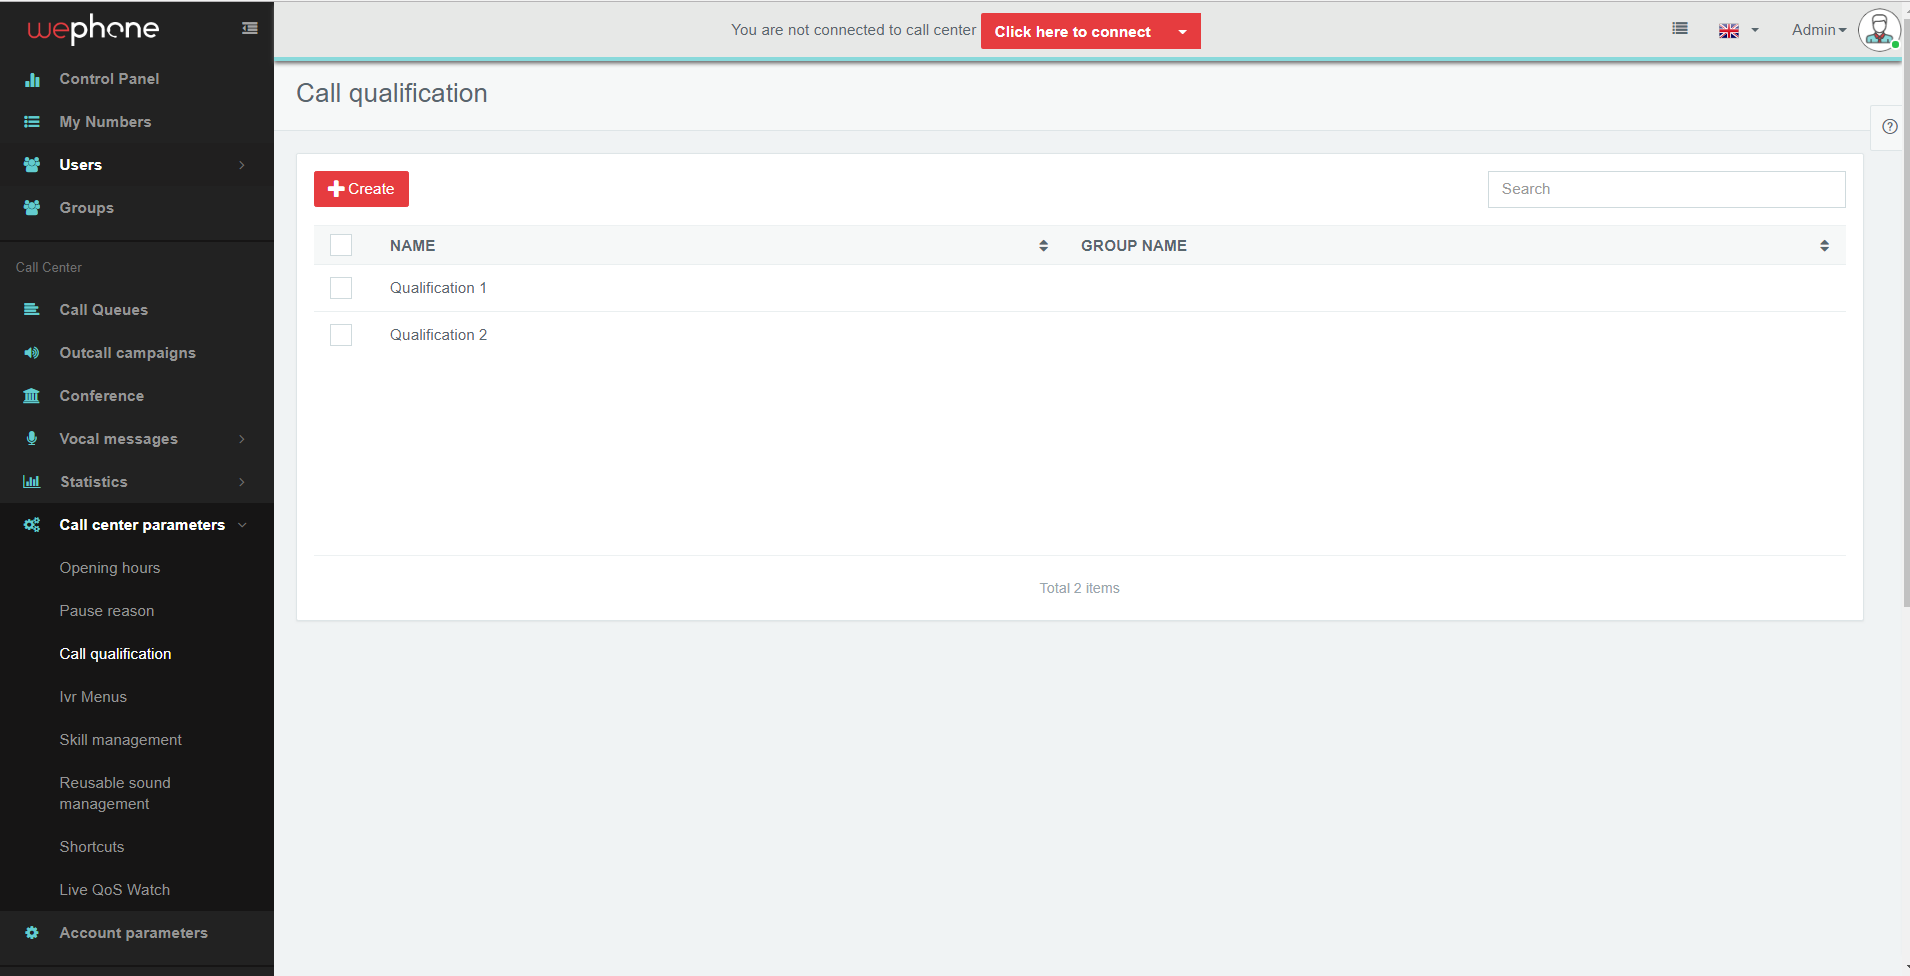 wephone
You are not connected to call center
Click here to connect
Admin
Control Panel
My Numbers
Users
Groups
Call Center
Call Queues
Outcall campaigns
Conference
Vocal messages
Statistics
Call center parameters
Opening hours
Pause reason
Call qualification
Ivr Menus
Skill management
Reusable sound
management
Shortcuts
Live QoS Watch
Account parameters
Call qualification
Create
Search
NAME
GROUP NAME
Qualification 1
Qualification 2
Total 2 items